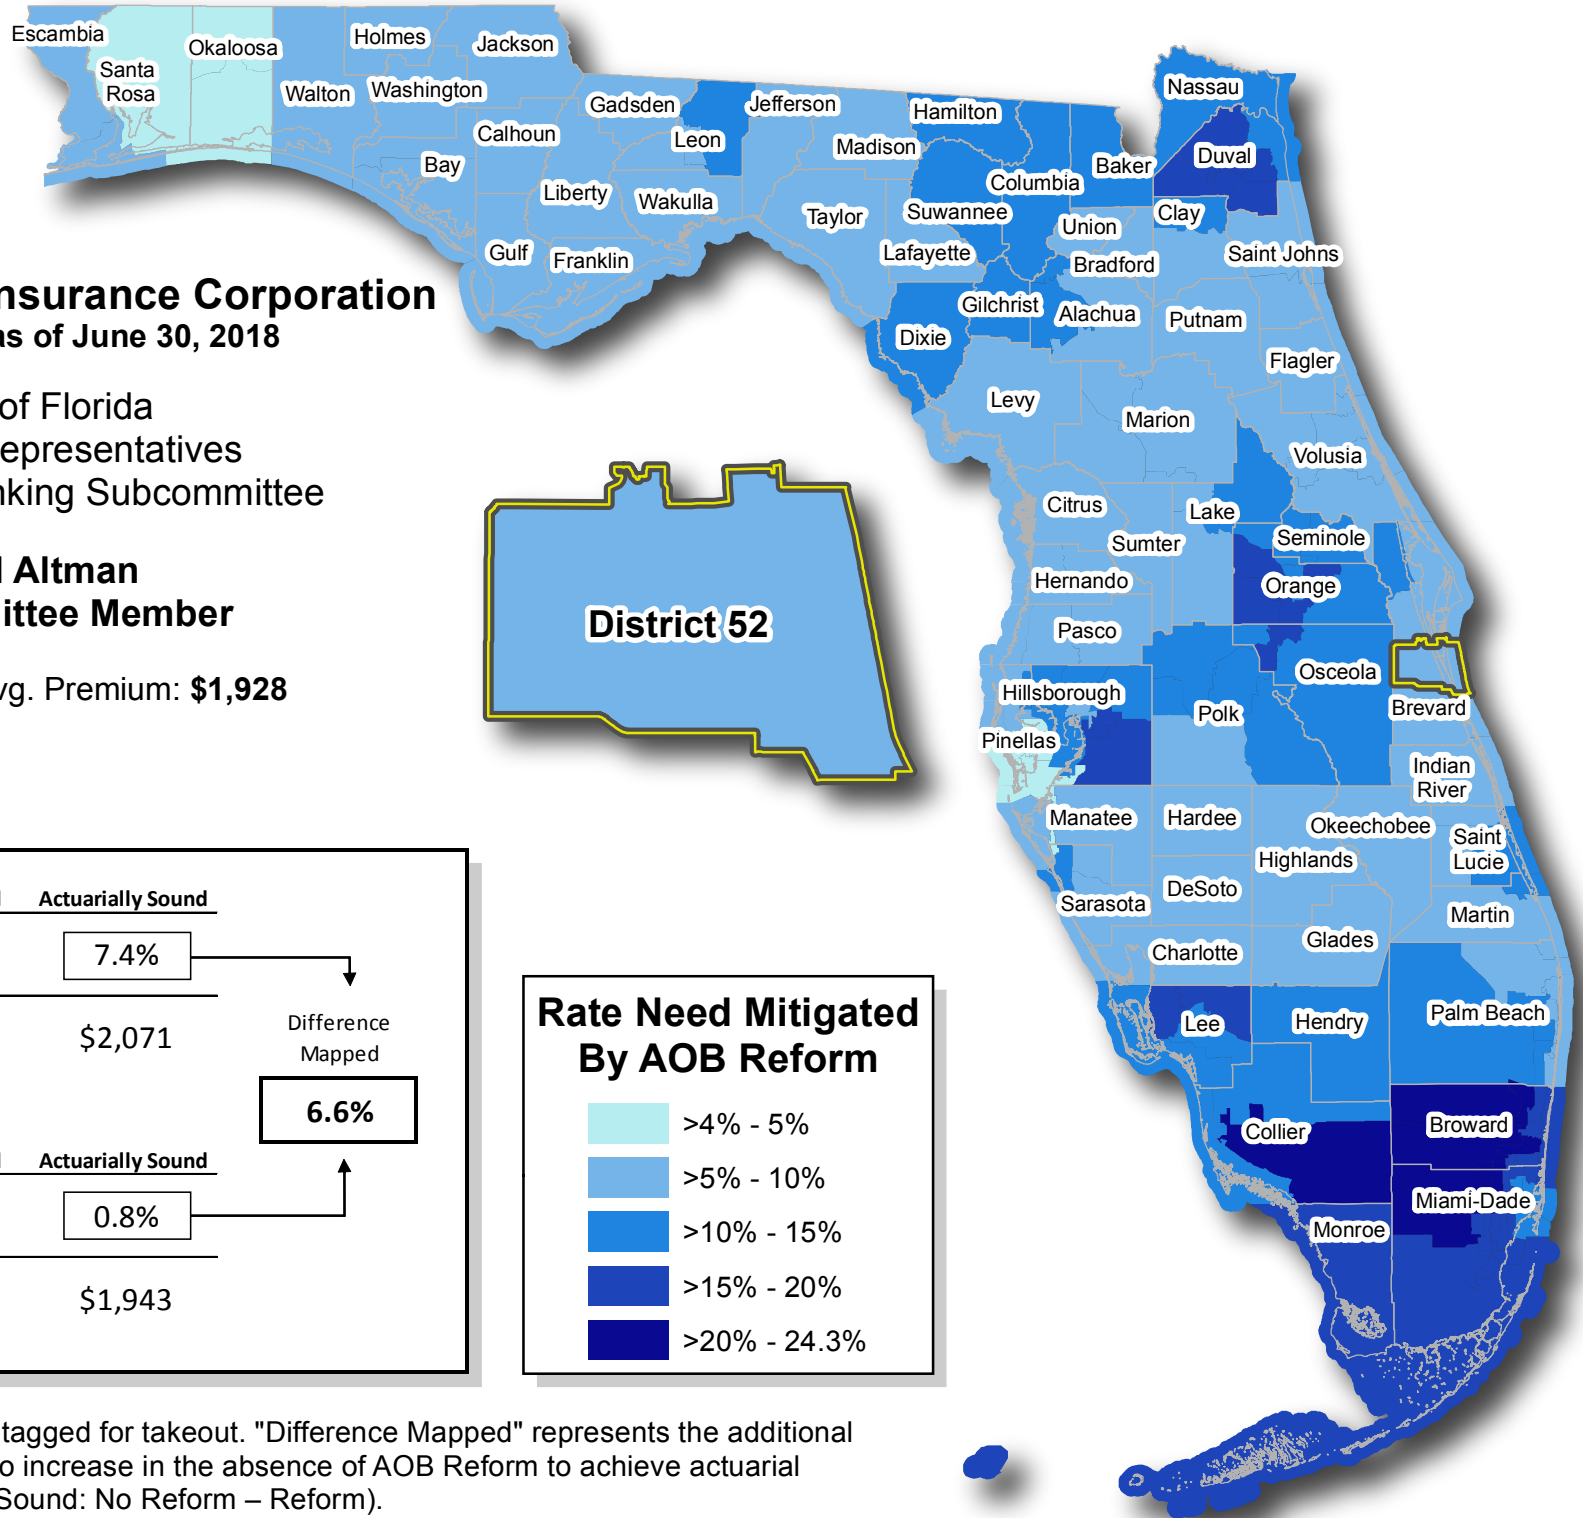 Escambia
Santa
Rosa
Okaloosa
Walton
Holmes
Washington
Jackson
Bay
Calhoun
Gulf
Liberty
Franklin
Gadsden
Leon
Wakulla
Jefferson
Madison
Taylor
Hamilton
Suwannee
Lafayette
Columbia
Baker
Union
Bradford
Nassau
Duval
Clay
Saint Johns
Gilchrist
Dixie
Alachua
Putnam
Flagler
Levy
Marion
Volusia
Citrus
Lake
Sumter
Seminole
Hernando
Orange
Pasco
Osceola
Hillsborough
Polk
Brevard
Pinellas
Indian
River
Manatee
Hardee
Okeechobee
Saint
Lucie
Highlands
DeSoto
Sarasota
Martin
Charlotte
Glades
Lee
Hendry
Palm Beach
Collier
Broward
Miami-Dade
Monroe
nsurance Corporation
as of June 30, 2018
of Florida
epresentatives
nking Subcommittee
Altman
ittee Member
vg. Premium: $1,928
District 52
Actuarially Sound
7.4%
$2,071
Difference
Mapped
6.6%
Actuarially Sound
0.8%
$1,943
Rate Need Mitigated
By AOB Reform
>4% - 5%
>5% - 10%
>10% - 15%
>15% - 20%
>20% - 24.3%
tagged for takeout. "Difference Mapped" represents the additional
o increase in the absence of AOB Reform to achieve actuarial
Sound: No Reform – Reform).